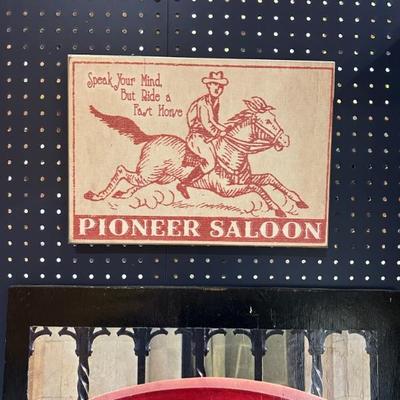 Speak Your Mind,
But Ride a
Fast Horse
PIONEER SALOON